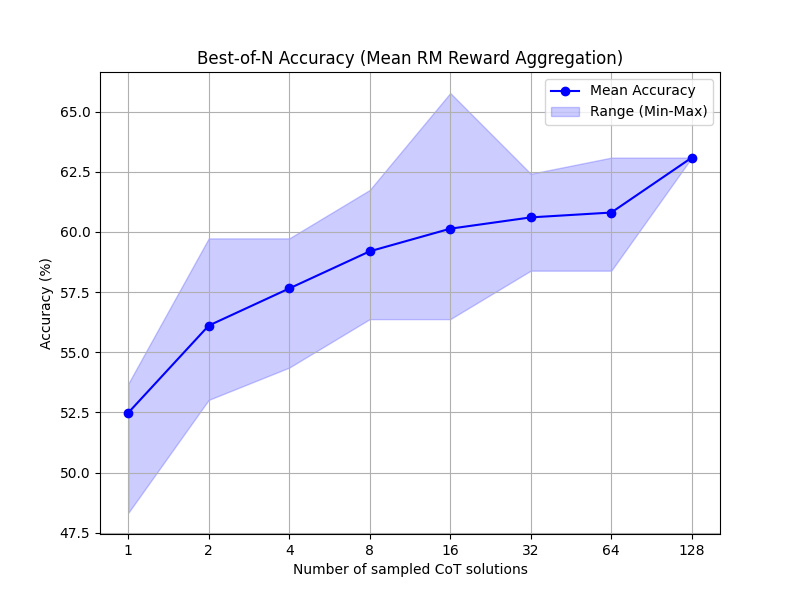 Best-of-N Accuracy (Mean RM Reward Aggregation)
Mean Accuracy
Range (Min-Max)
Accuracy (%)
65.0
62.5
60.0
57.5
55.0
52.5
50.0
47.5
1 2 4 8 16 32 64 128
Number of sampled CoT solutions